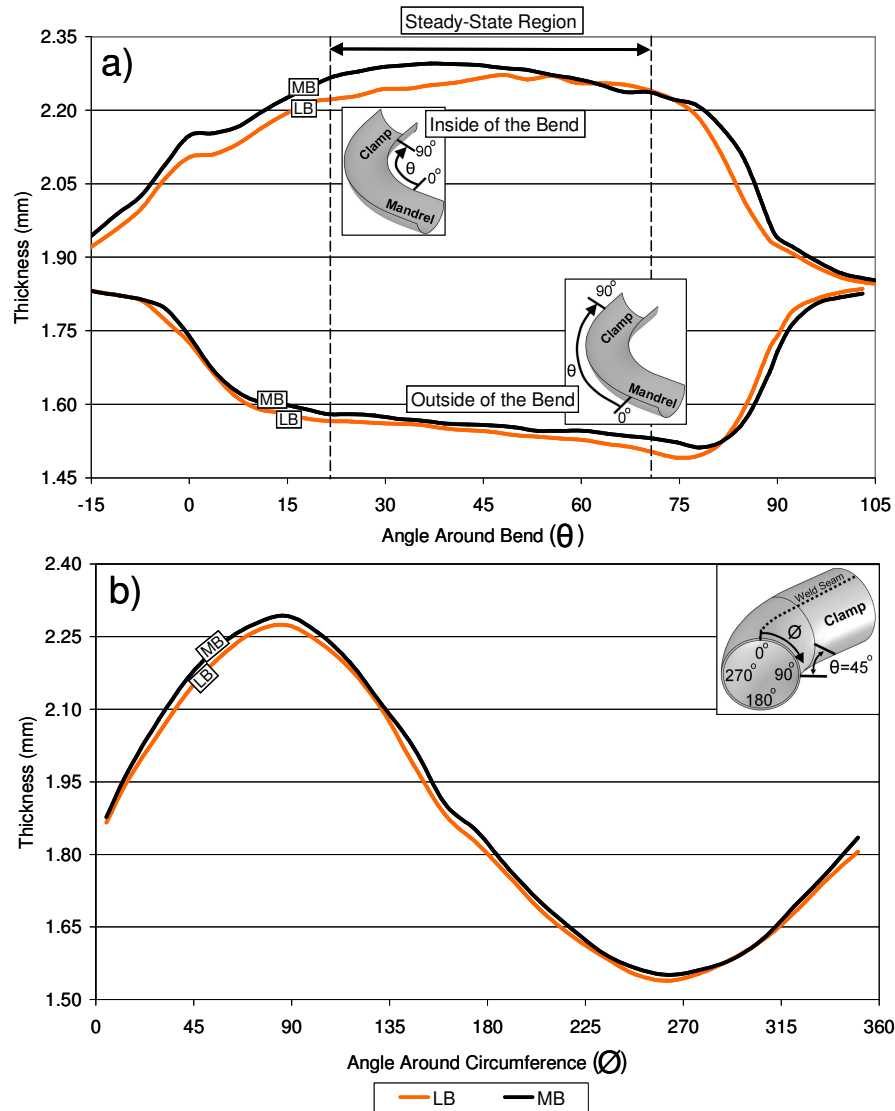 Steady-State Region
a)
2.35
2.20
2.05
1.90
1.75
1.60
1.45
Thickness (mm)
MB
LB
Inside of the Bend
Clamp
90°
θ
0°
Mandrel
90°
Clamp
θ
Mandrel
0°
Outside of the Bend
MB
LB
-15 0 15 30 45 60 75 90 105
Angle Around Bend (θ)
b)
2.40
2.25
2.10
1.95
1.80
1.65
1.50
Thickness (mm)
MB
LB
Weld Seam
Clamp
Ø
0°
270° 90°
θ=45°
180°
0 45 90 135 180 225 270 315 360
Angle Around Circumference (Ø)
LB MB